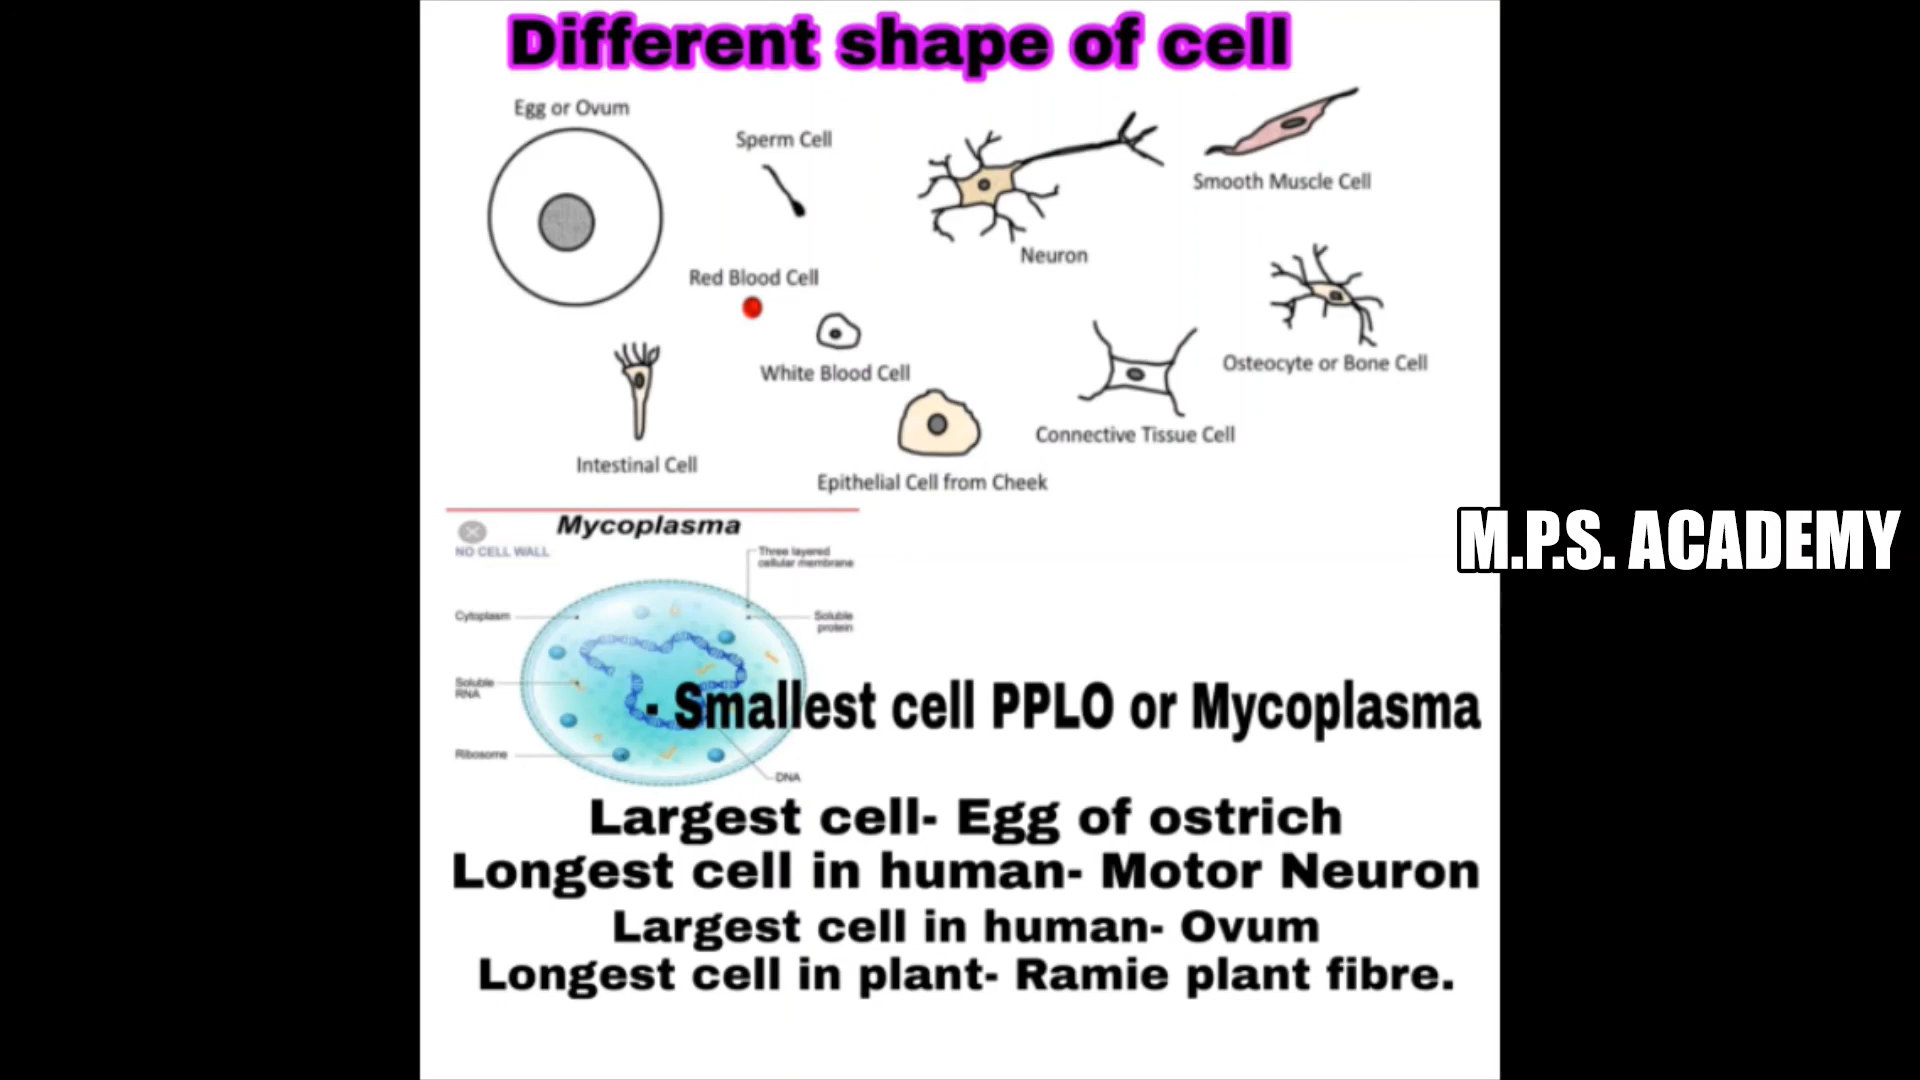 Different shape of cell
Egg or Ovum
Sperm Cell
Smooth Muscle Cell
Neuron
Red Blood Cell
Osteocyte or Bone Cell
White Blood Cell
Connective Tissue Cell
Intestinal Cell
Epithelial Cell from Cheek
Mycoplasma
NO CELL WALL
Three layered
cellular membrane
Cytoplasm
Soluble
protein
Soluble
RNA
Ribosome
DNA
M.P.S. ACADEMY
- Smallest cell PPLO or Mycoplasma
Largest cell- Egg of ostrich
Longest cell in human- Motor Neuron
Largest cell in human- Ovum
Longest cell in plant- Ramie plant fibre.